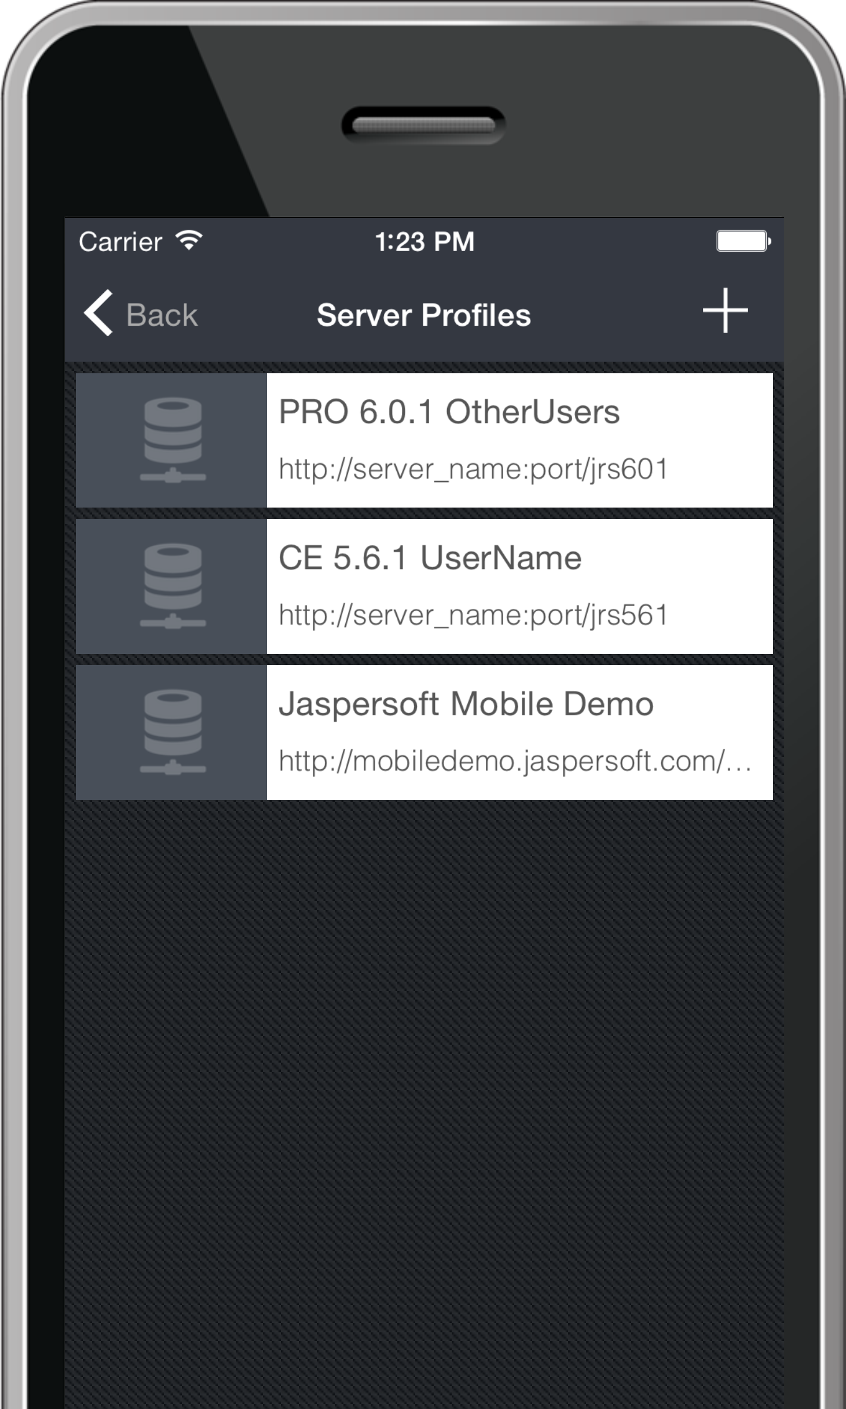 Carrier 1:23 PM
Back Server Profiles
PRO 6.0.1 OtherUsers
http://server_name:port/jrs601
CE 5.6.1 UserName
http://server_name:port/jrs561
Jaspersoft Mobile Demo
http://mobiledemo.jaspersoft.com/…